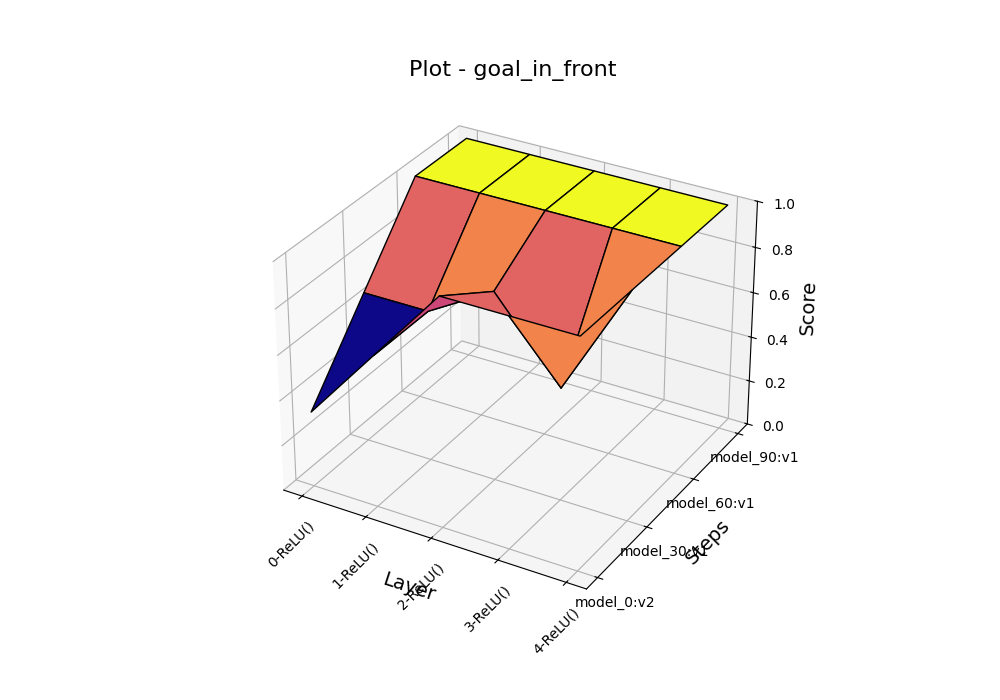 Plot - goal_in_front
1.0
0.8
0.6
0.4
0.2
0.0
Score
model_90:v1
model_60:v1
model_30:v1
model_0:v2
Steps
0-ReLU()
1-ReLU()
2-ReLU()
3-ReLU()
4-ReLU()
Layer